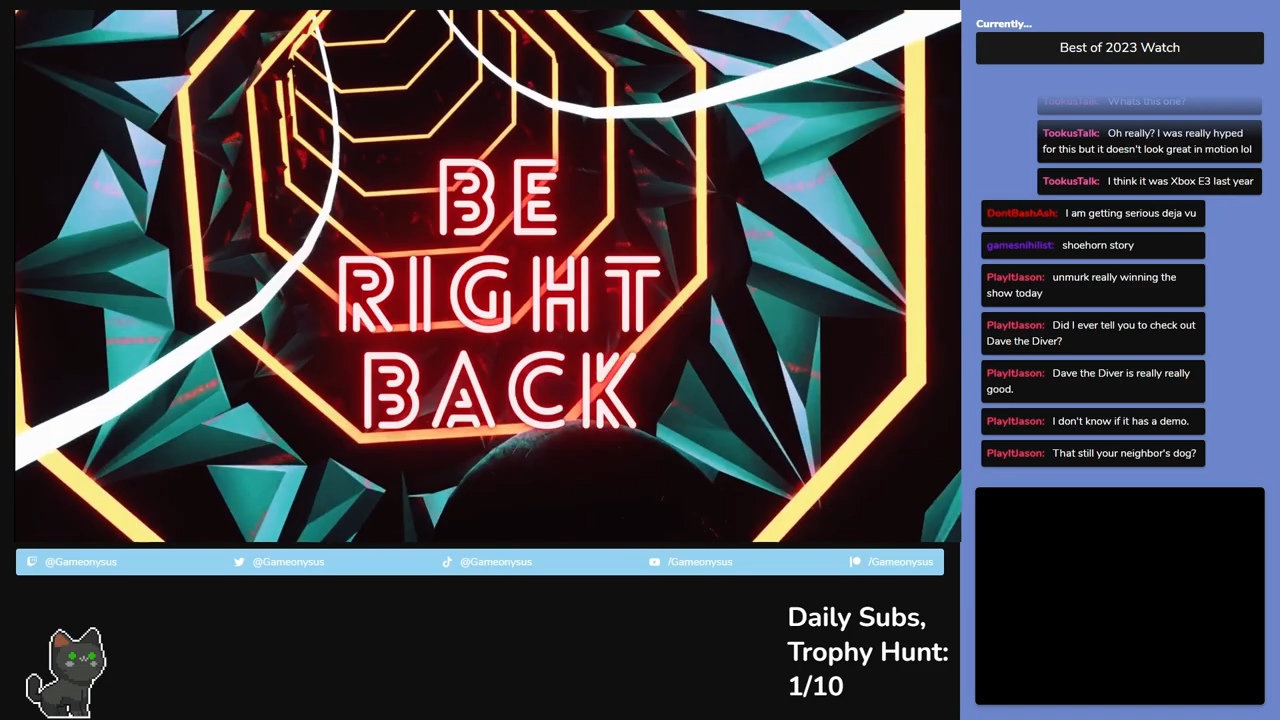 BE
RIGHT
BACK
Currently...
Best of 2023 Watch
TookusTalk: Whats this one?
TookusTalk: Oh really? I was really hyped
for this but it doesn't look great in motion lol
TookusTalk: I think it was Xbox E3 last year
DontBashAsh: I am getting serious deja vu
gamesnihilist: shoehorn story
PlayItJason: unmurk really winning the
show today
PlayItJason: Did I ever tell you to check out
Dave the Diver?
PlayItJason: Dave the Diver is really really
good.
PlayItJason: I don't know if it has a demo.
PlayItJason: That still your neighbor's dog?
@Gameonysus @Gameonysus @Gameonysus /Gameonysus /Gameonysus
Daily Subs,
Trophy Hunt:
1/10